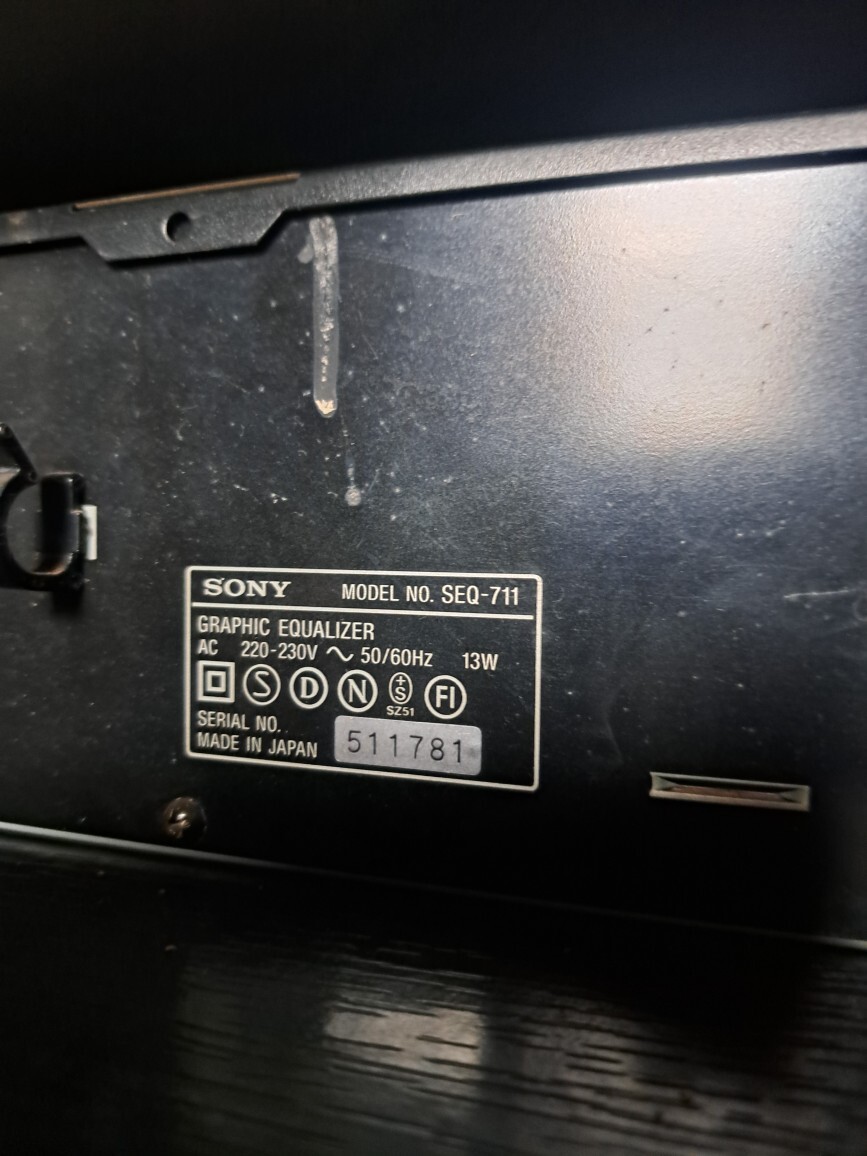 SONY MODEL NO. SEQ-711
GRAPHIC EQUALIZER
AC 220-230V ~ 50/60Hz 13W
S D N +S FI
SZ51
SERIAL NO. 511781
MADE IN JAPAN